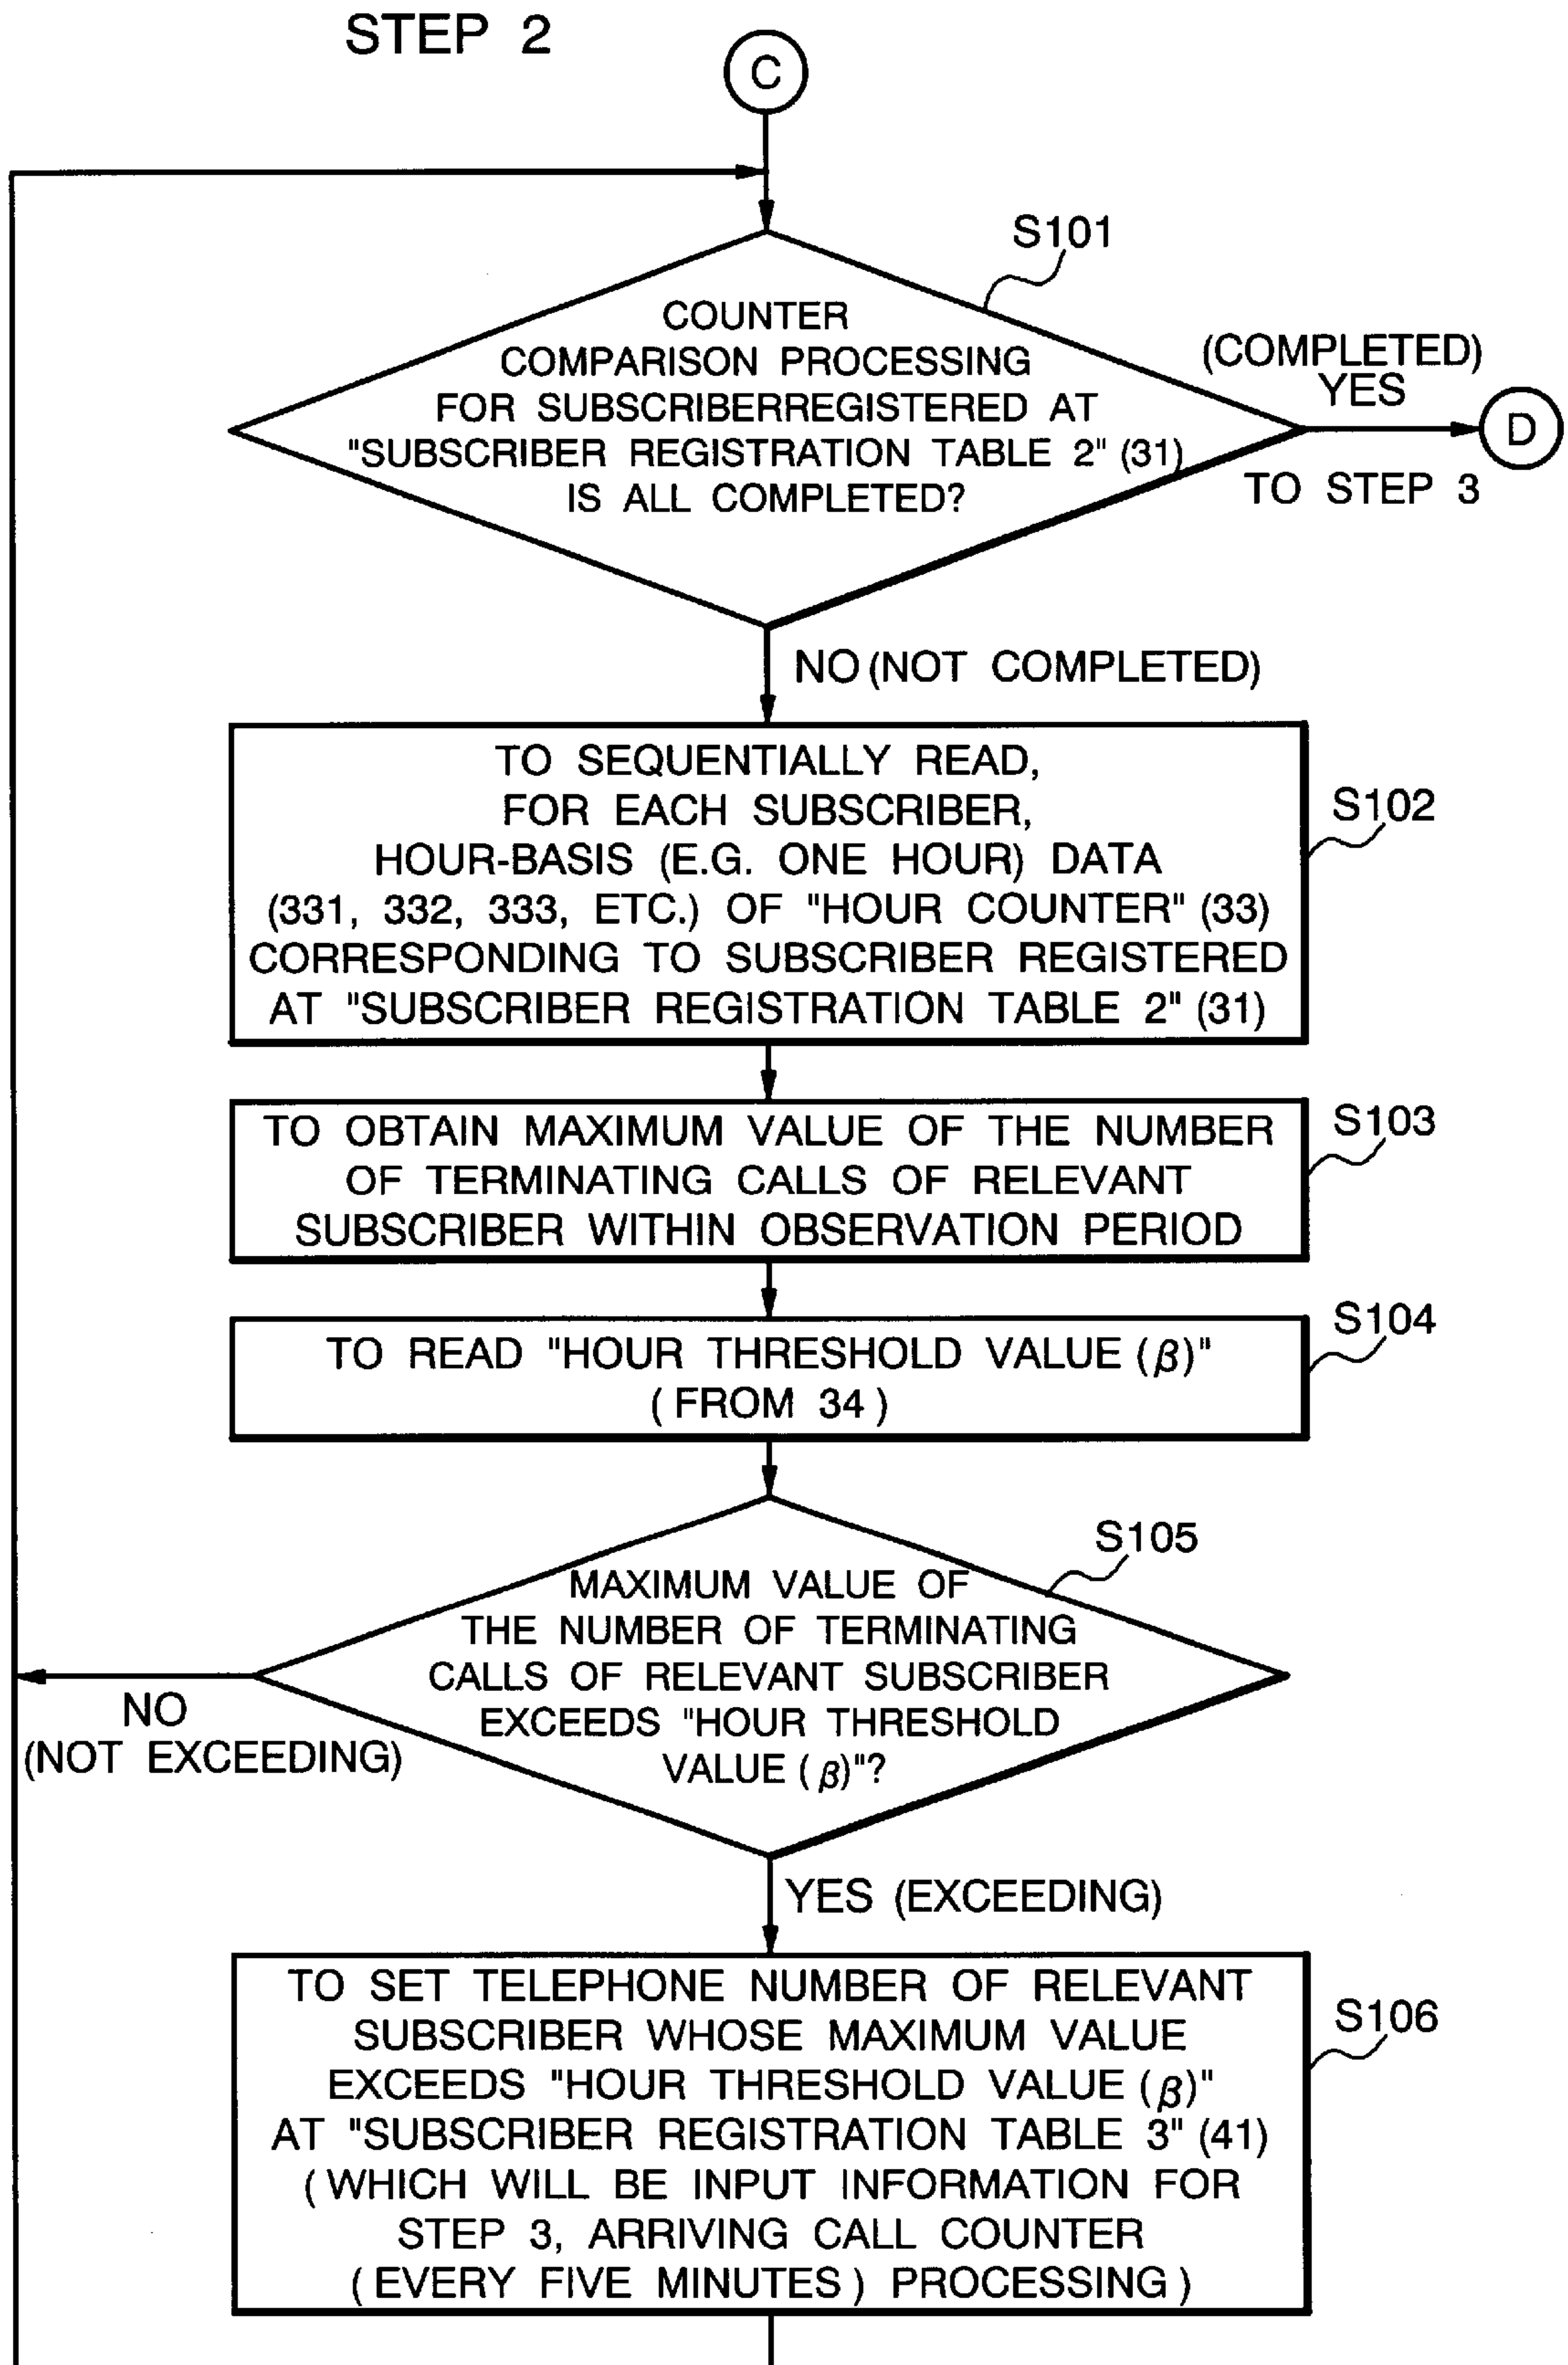 STEP 2
C
S101
COUNTER
COMPARISON PROCESSING
FOR SUBSCRIBERREGISTERED AT
"SUBSCRIBER REGISTRATION TABLE 2" (31)
IS ALL COMPLETED?
(COMPLETED)
YES
D
TO STEP 3
NO (NOT COMPLETED)
TO SEQUENTIALLY READ,
FOR EACH SUBSCRIBER,
HOUR-BASIS (E.G. ONE HOUR) DATA
(331, 332, 333, ETC.) OF "HOUR COUNTER" (33)
CORRESPONDING TO SUBSCRIBER REGISTERED
AT "SUBSCRIBER REGISTRATION TABLE 2" (31)
S102
TO OBTAIN MAXIMUM VALUE OF THE NUMBER
OF TERMINATING CALLS OF RELEVANT
SUBSCRIBER WITHIN OBSERVATION PERIOD
S103
TO READ "HOUR THRESHOLD VALUE (β)"
( FROM 34 )
S104
S105
MAXIMUM VALUE OF
THE NUMBER OF TERMINATING
CALLS OF RELEVANT SUBSCRIBER
EXCEEDS "HOUR THRESHOLD
VALUE ( β)"?
NO
(NOT EXCEEDING)
YES (EXCEEDING)
TO SET TELEPHONE NUMBER OF RELEVANT
SUBSCRIBER WHOSE MAXIMUM VALUE
EXCEEDS "HOUR THRESHOLD VALUE (β)"
AT "SUBSCRIBER REGISTRATION TABLE 3" (41)
( WHICH WILL BE INPUT INFORMATION FOR
STEP 3, ARRIVING CALL COUNTER
( EVERY FIVE MINUTES ) PROCESSING )
S106